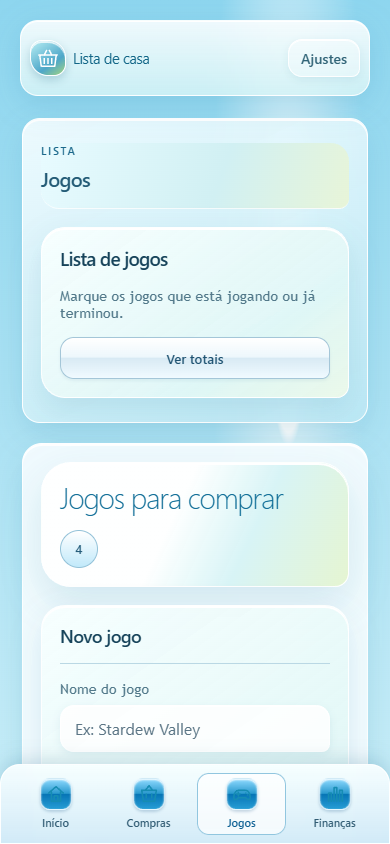 Lista de casa
Ajustes
LISTA
Jogos
Lista de jogos
Marque os jogos que está jogando ou já
terminou.
Ver totais
Jogos para comprar
4
Novo jogo
Nome do jogo
Ex: Stardew Valley
Início
Compras
Jogos
Finanças